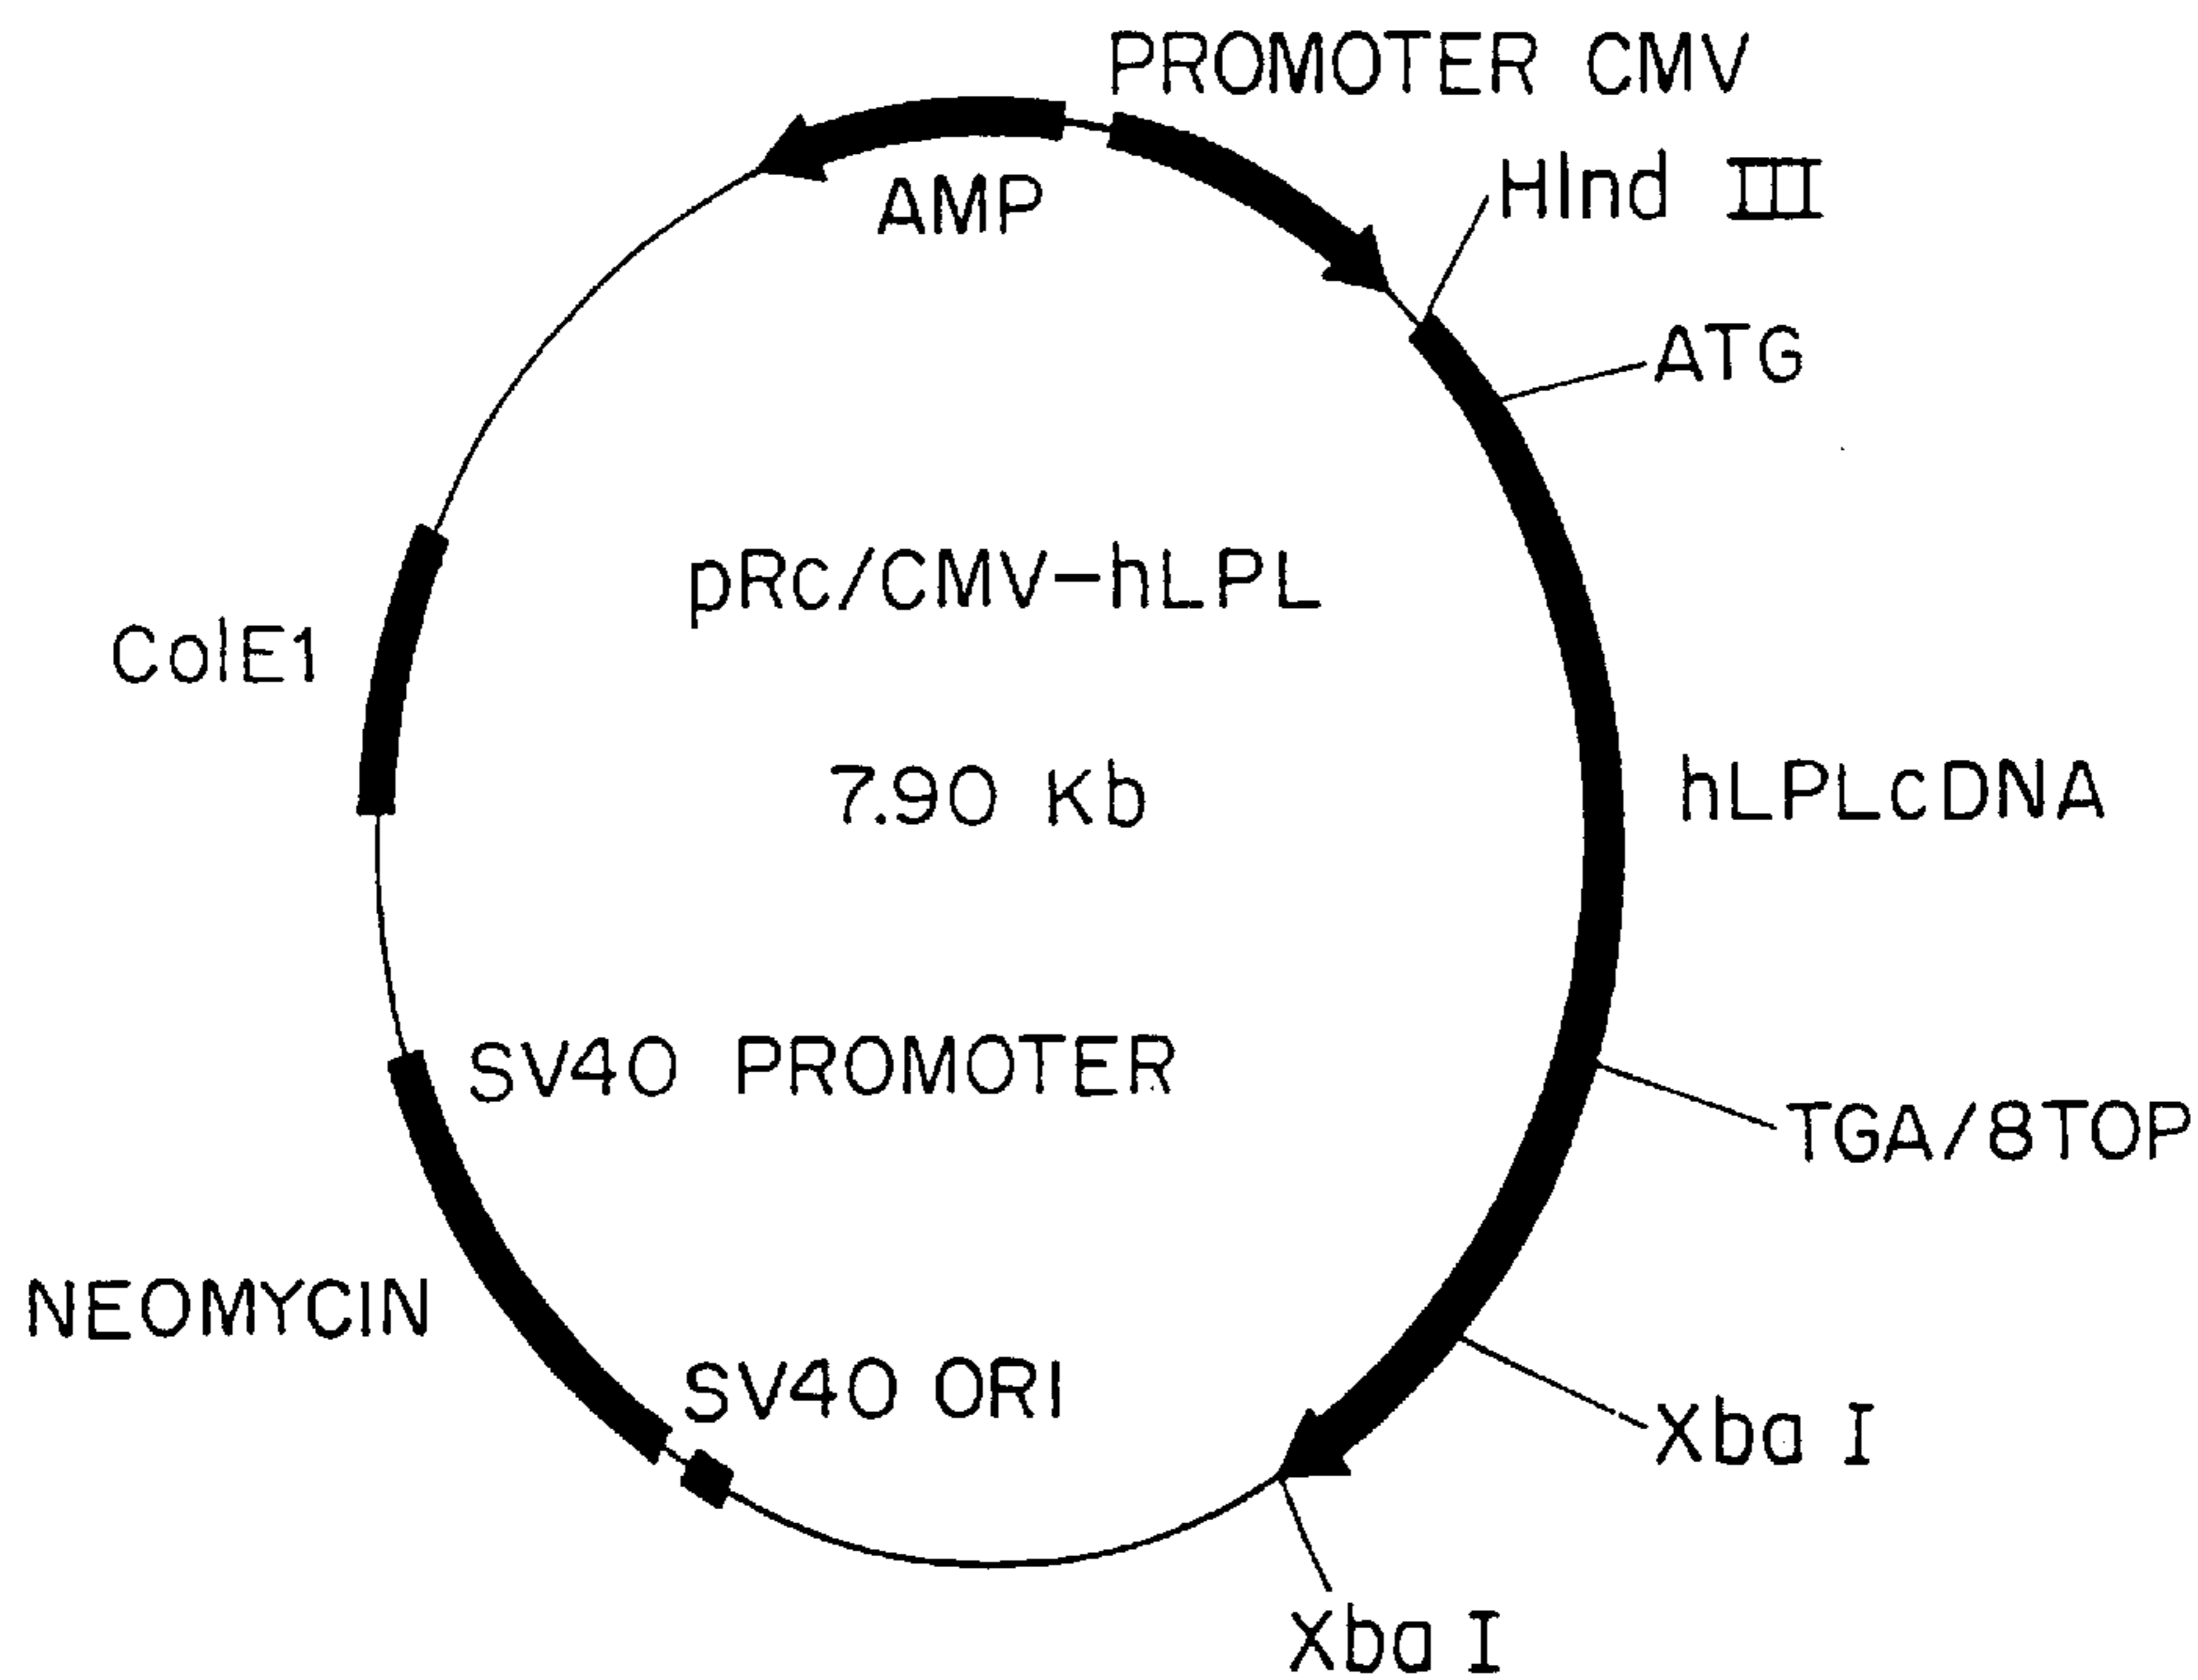 PROMOTER CMV
HInd III
AMP
ATG
pRc/CMV-hLPL
ColE1
7.90 Kb
hLPLcDNA
SV40 PROMOTER
TGA/8TOP
NEOMYCIN
SV40 ORI
Xba I
Xba I